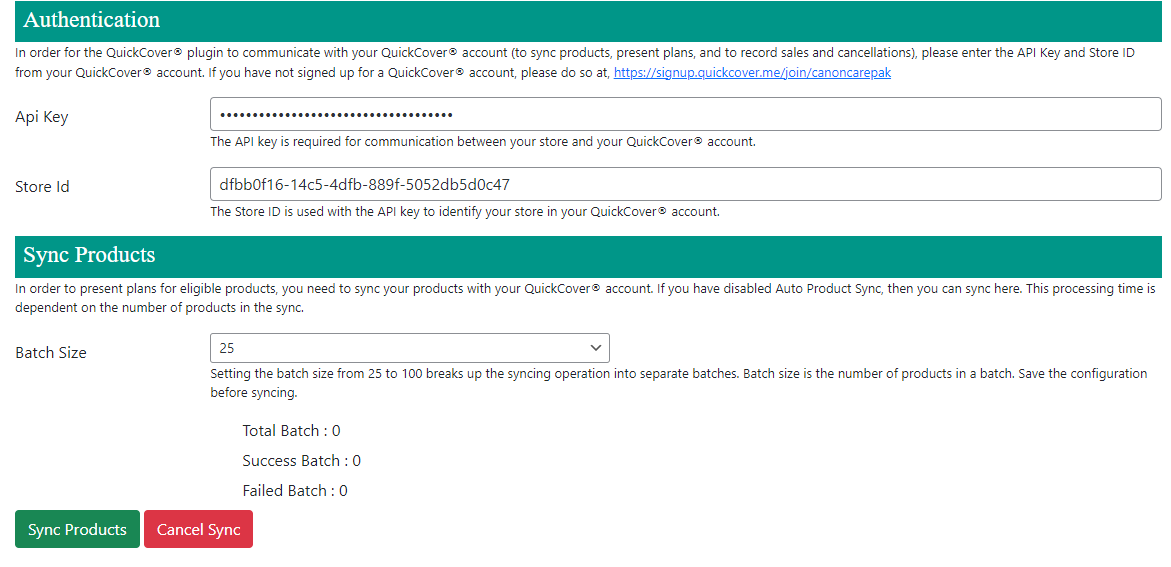 Authentication
In order for the QuickCover® plugin to communicate with your QuickCover® account (to sync products, present plans, and to record sales and cancellations), please enter the API Key and Store ID
from your QuickCover® account. If you have not signed up for a QuickCover® account, please do so at, https://signup.quickcover.me/join/canoncarepak
Api Key
••••••••••••••••••••••••••••••••••••
The API key is required for communication between your store and your QuickCover® account.
Store Id
dfbb0f16-14c5-4dfb-889f-5052db5d0c47
The Store ID is used with the API key to identify your store in your QuickCover® account.
Sync Products
In order to present plans for eligible products, you need to sync your products with your QuickCover® account. If you have disabled Auto Product Sync, then you can sync here. This processing time is
dependent on the number of products in the sync.
Batch Size
25
Setting the batch size from 25 to 100 breaks up the syncing operation into separate batches. Batch size is the number of products in a batch. Save the configuration
before syncing.
Total Batch : 0
Success Batch : 0
Failed Batch : 0
Sync Products
Cancel Sync